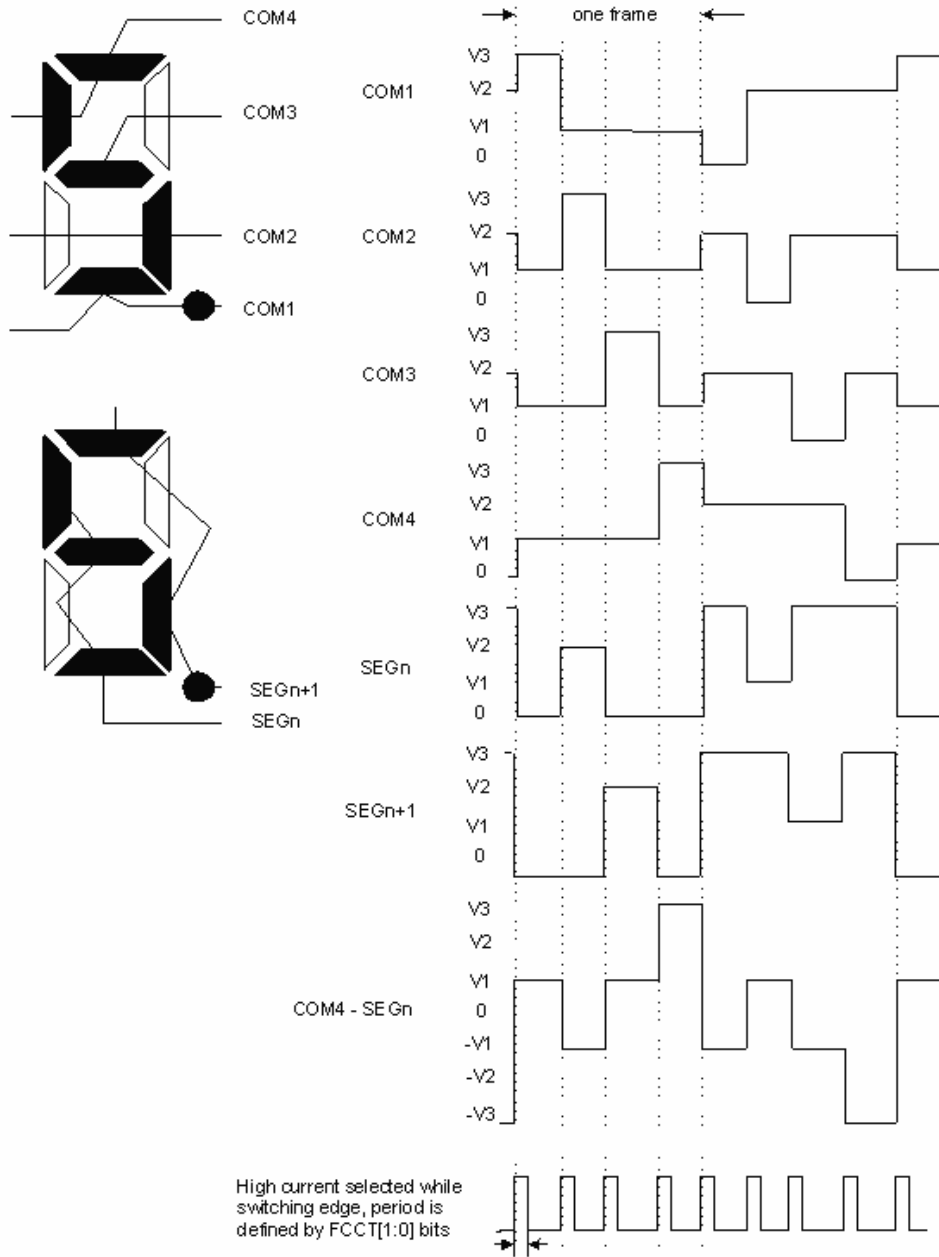 one frame
COM4
COM3
COM2
COM1
COM1
V3
V2
V1
0
COM2
V3
V2
V1
0
COM3
V3
V2
V1
0
COM4
V3
V2
V1
0
SEGn+1
SEGn
SEGn
V3
V2
V1
0
SEGn+1
V3
V2
V1
0
COM4 - SEGn
V3
V2
V1
0
-V1
-V2
-V3
High current selected while
switching edge, period is
defined by FCCT[1:0] bits